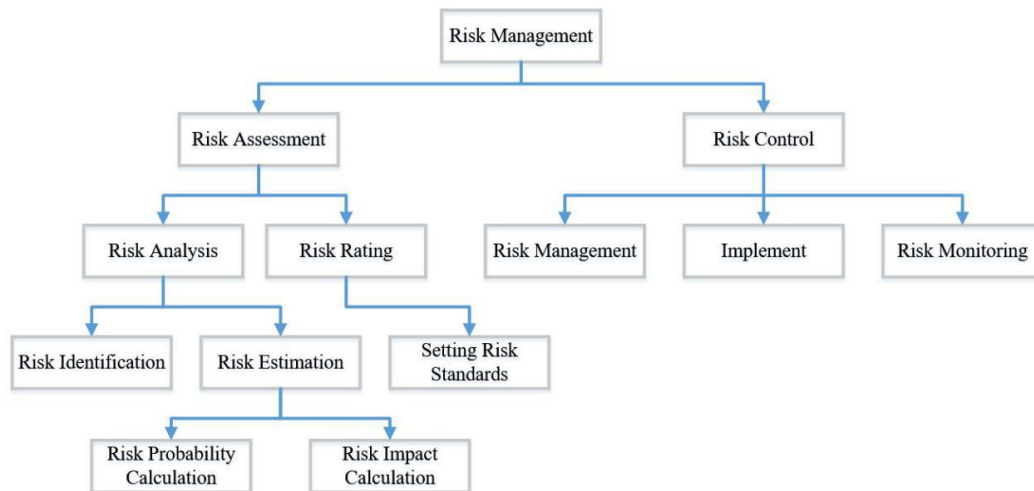 Risk Management
Risk Assessment
Risk Control
Risk Analysis
Risk Rating
Risk Management
Implement
Risk Monitoring
Risk Identification
Risk Estimation
Setting Risk
Standards
Risk Probability
Calculation
Risk Impact
Calculation